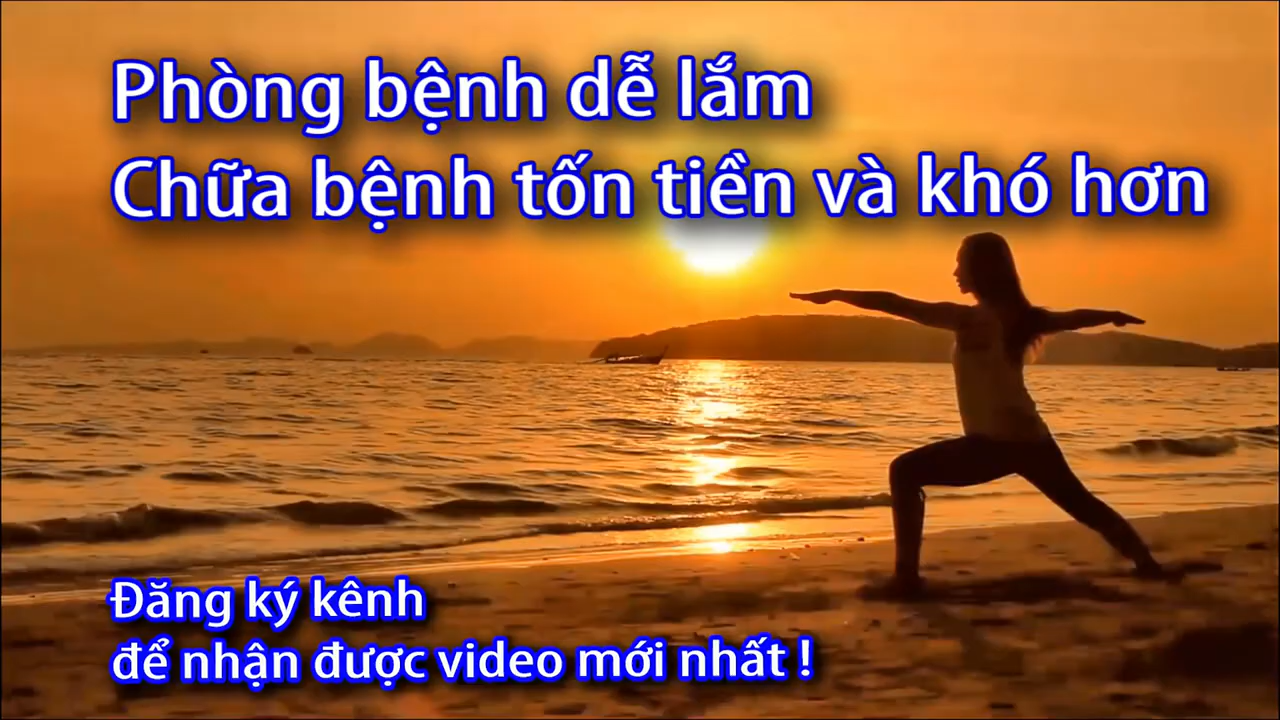 Phòng bệnh dễ lắm
Chữa bệnh tốn tiền và khó hơn
Đăng ký kênh
để nhận được video mới nhất !